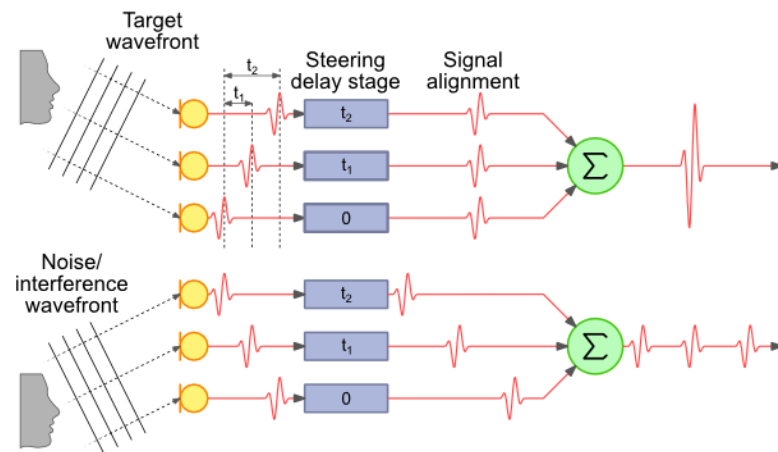 Target
wavefront
t₂
t₁
Steering
delay stage
Signal
alignment
t₂
t₁
0
Σ
Noise/
interference
wavefront
t₂
t₁
0
Σ